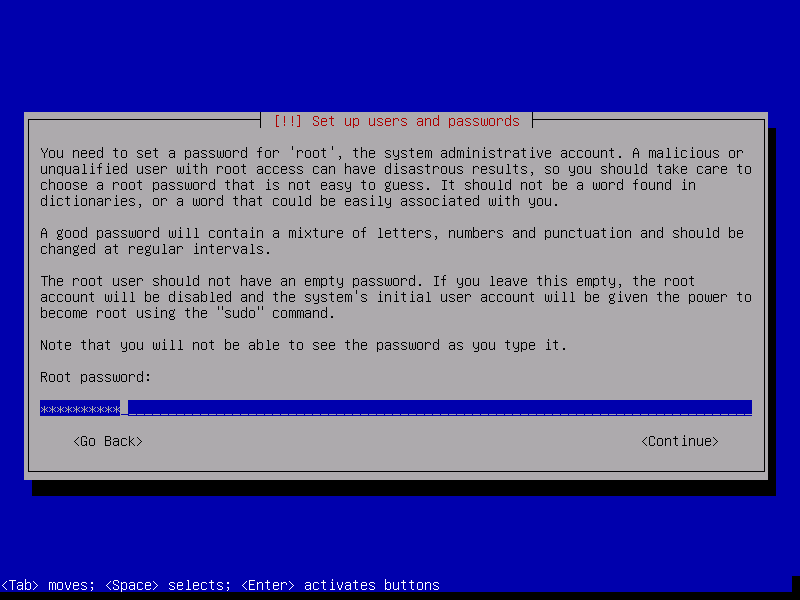 [!!] Set up users and passwords
You need to set a password for 'root', the system administrative account. A malicious or
unqualified user with root access can have disastrous results, so you should take care to
choose a root password that is not easy to guess. It should not be a word found in
dictionaries, or a word that could be easily associated with you.
A good password will contain a mixture of letters, numbers and punctuation and should be
changed at regular intervals.
The root user should not have an empty password. If you leave this empty, the root
account will be disabled and the system's initial user account will be given the power to
become root using the "sudo" command.
Note that you will not be able to see the password as you type it.
Root password:
**********
<Go Back> <Continue>
<Tab> moves; <Space> selects; <Enter> activates buttons